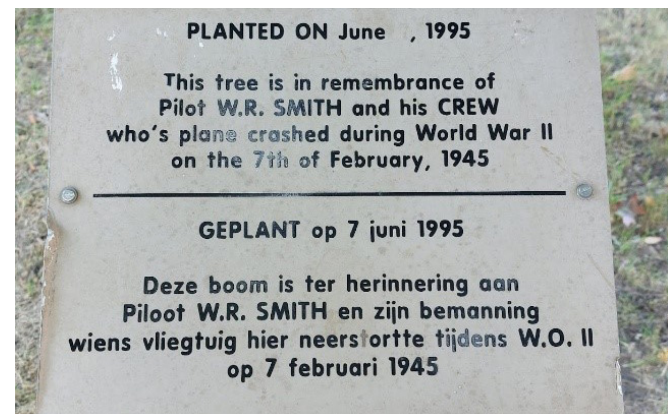 PLANTED ON June , 1995
This tree is in remembrance of
Pilot W.R. SMITH and his CREW
who's plane crashed during World War II
on the 7th of February, 1945
GEPLANT op 7 juni 1995
Deze boom is ter herinnering aan
Piloot W.R. SMITH en zijn bemanning
wiens vliegtuig hier neerstortte tijdens W.O. II
op 7 februari 1945